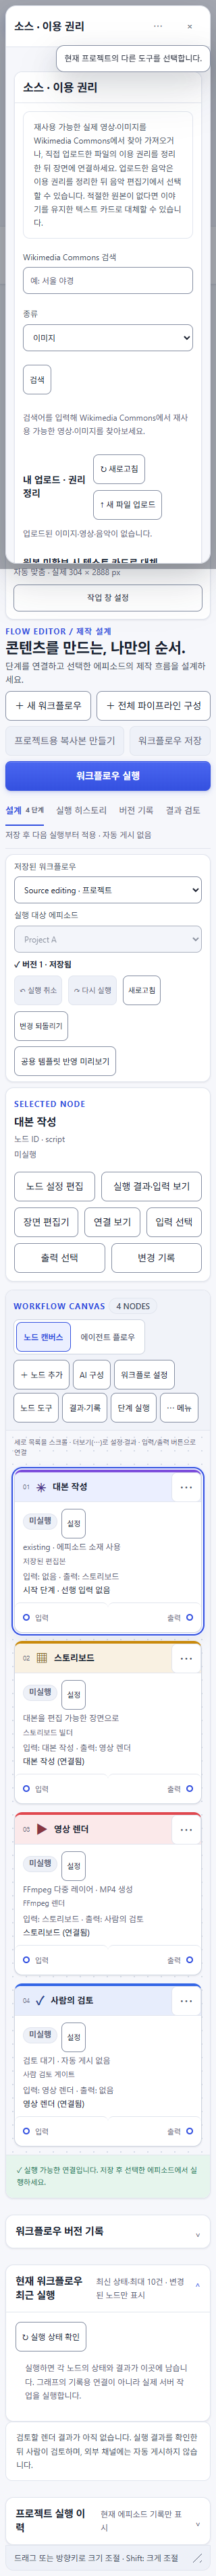 소스 · 이용 권리
···
×
현재 프로젝트의 다른 도구를 선택합니다.
소스 · 이용 권리
재사용 가능한 실제 영상·이미지를
Wikimedia Commons에서 찾아 가져오거
나, 직접 업로드한 파일의 이용 권리를 정리
한 뒤 장면에 연결하세요. 업로드한 음악은
이용 권리를 정리한 뒤 음악 편집기에서 선택
할 수 있습니다. 적절한 원본이 없다면 이야
기를 유지한 텍스트 카드로 대체할 수 있습니
다.
Wikimedia Commons 검색
예: 서울 야경
종류
이미지
검색
검색어를 입력해 Wikimedia Commons에서 재사
용 가능한 영상·이미지를 찾아보세요.
내 업로드 · 권리
정리
↻ 새로고침
↑ 새 파일 업로드
업로드된 이미지·영상·음악이 없습니다.
원본 미확보 시 텍스트 카드로 대체
자동 맞춤 · 실제 304 × 2888 px
작업 창 설정
FLOW EDITOR / 제작 설계
콘텐츠를 만드는, 나만의 순서.
단계를 연결하고 선택한 에피소드의 제작 흐름을 설계하
세요.
＋ 새 워크플로우
＋ 전체 파이프라인 구성
프로젝트용 복사본 만들기
워크플로우 저장
워크플로우 실행
설계 4 단계
실행 히스토리
버전 기록
결과 검토
저장 후 다음 실행부터 적용 · 자동 게시 없음
저장된 워크플로우
Source editing · 프로젝트
실행 대상 에피소드
Project A
✓ 버전 1 · 저장됨
↶ 실행 취소
↷ 다시 실행
새로고침
변경 되돌리기
공용 템플릿 반영 미리보기
SELECTED NODE
대본 작성
노드 ID · script
미실행
노드 설정 편집
실행 결과·입력 보기
장면 편집기
연결 보기
입력 선택
출력 선택
변경 기록
WORKFLOW CANVAS
4 NODES
노드 캔버스
에이전트 플로우
＋ 노드 추가
AI 구성
워크플로 설정
노드 도구
결과·기록
단계 실행
··· 메뉴
세로 목록을 스크롤 · 더보기(···)로 설정·결과 · 입력/출력 버튼으로
연결
01 대본 작성
···
미실행
설정
existing · 에피소드 소재 사용
저장된 편집본
입력: 없음 · 출력: 스토리보드
시작 단계 · 선행 입력 없음
입력
출력
02 스토리보드
···
미실행
설정
대본을 편집 가능한 장면으로
스토리보드 빌더
입력: 대본 작성 · 출력: 영상 렌더
대본 작성 (연결됨)
입력
출력
03 영상 렌더
···
미실행
설정
FFmpeg 다중 레이어 · MP4 생성
FFmpeg 렌더
입력: 스토리보드 · 출력: 사람의 검토
스토리보드 (연결됨)
입력
출력
04 사람의 검토
···
미실행
설정
검토 대기 · 자동 게시 없음
사람 검토 게이트
입력: 영상 렌더 · 출력: 없음
영상 렌더 (연결됨)
입력
출력
✓ 실행 가능한 연결입니다. 저장 후 선택한 에피소드에서 실
행하세요.
워크플로우 버전 기록
현재 워크플로우
최근 실행
최신 상태·최대 10건 · 변경
된 노드만 표시
↻ 실행 상태 확인
실행하면 각 노드의 상태와 결과가 이곳에 남습니
다. 그래프의 기록용 연결이 아니라 실제 서버 작
업을 실행합니다.
검토할 렌더 결과가 아직 없습니다. 실행 결과를 확인한
뒤 사람이 검토하며, 외부 채널에는 자동 게시하지 않습
니다.
프로젝트 실행 이
력
현재 에피소드 기록만 표
시
드래그 또는 방향키로 크기 조절 · Shift: 크게 조절